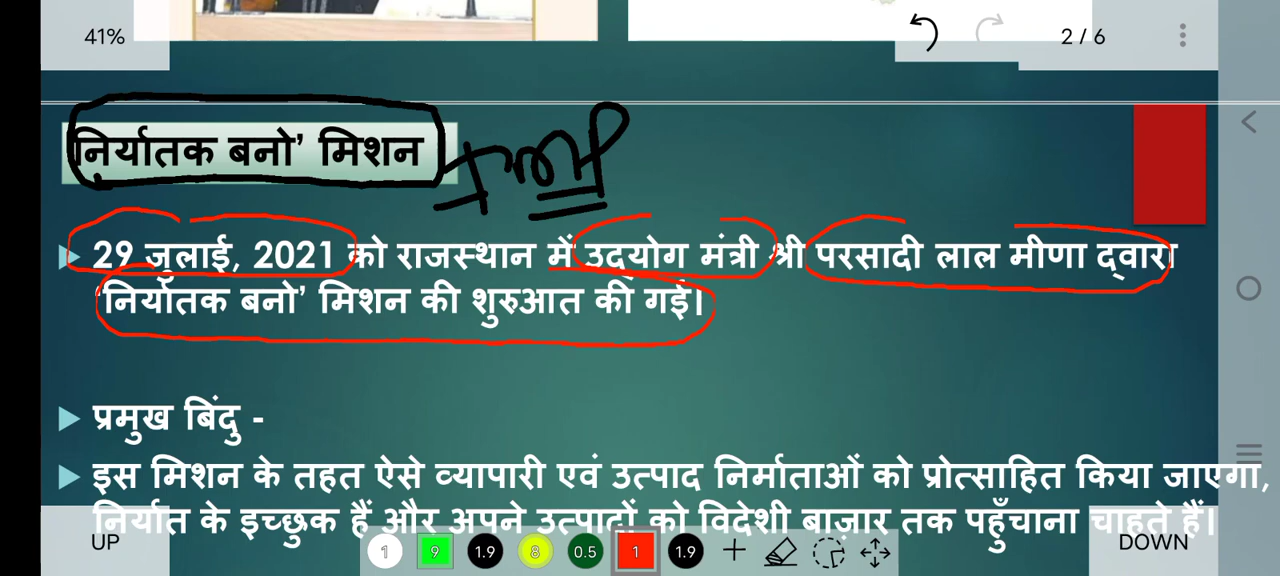 41%
2 / 6
निर्यातक बनो' मिशन
Imp
29 जुलाई, 2021 को राजस्थान में उद्योग मंत्री श्री परसादी लाल मीणा द्वारा
'निर्यातक बनो' मिशन की शुरुआत की गई।
प्रमुख बिंदु -
इस मिशन के तहत ऐसे व्यापारी एवं उत्पाद निर्माताओं को प्रोत्साहित किया जाएगा,
निर्यात के इच्छुक हैं और अपने उत्पादों को विदेशी बाज़ार तक पहुँचाना चाहते हैं।
UP
1 9 1.9 8 0.5 1 1.9
DOWN